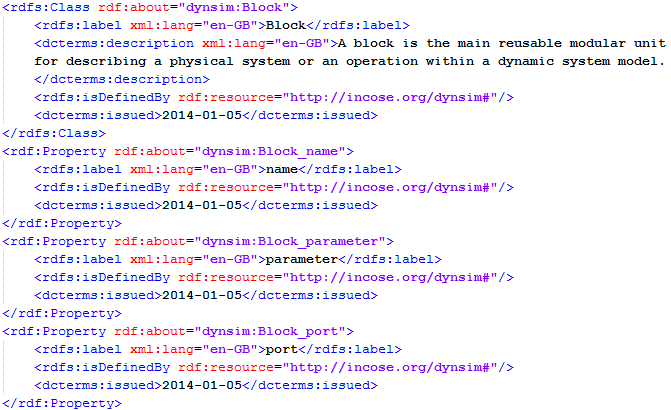 <rdfs:Class rdf:about="dynsim:Block">
<rdfs:label xml:lang="en-GB">Block</rdfs:label>
<dcterms:description xml:lang="en-GB">A block is the main reusable modular unit
for describing a physical system or an operation within a dynamic system model.
</dcterms:description>
<rdfs:isDefinedBy rdf:resource="http://incose.org/dynsim#"/>
<dcterms:issued>2014-01-05</dcterms:issued>
</rdfs:Class>
<rdf:Property rdf:about="dynsim:Block_name">
<rdfs:label xml:lang="en-GB">name</rdfs:label>
<rdfs:isDefinedBy rdf:resource="http://incose.org/dynsim#"/>
<dcterms:issued>2014-01-05</dcterms:issued>
</rdf:Property>
<rdf:Property rdf:about="dynsim:Block_parameter">
<rdfs:label xml:lang="en-GB">parameter</rdfs:label>
<rdfs:isDefinedBy rdf:resource="http://incose.org/dynsim#"/>
<dcterms:issued>2014-01-05</dcterms:issued>
</rdf:Property>
<rdf:Property rdf:about="dynsim:Block_port">
<rdfs:label xml:lang="en-GB">port</rdfs:label>
<rdfs:isDefinedBy rdf:resource="http://incose.org/dynsim#"/>
<dcterms:issued>2014-01-05</dcterms:issued>
</rdf:Property>